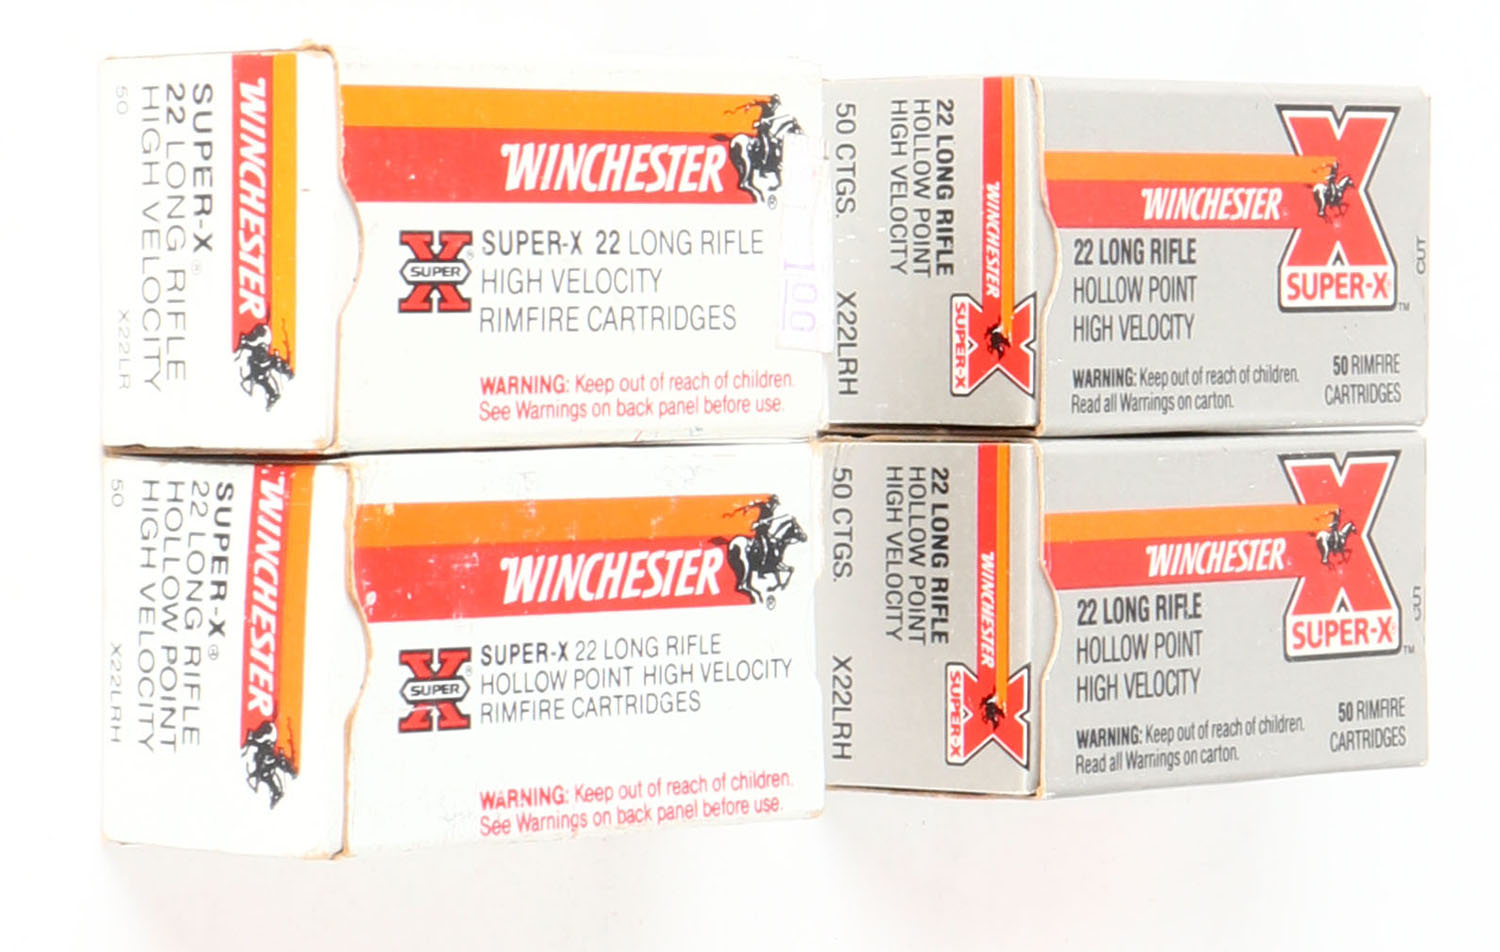 SUPER-X®
22 LONG RIFLE
HIGH VELOCITY
50
X22LR
WINCHESTER
WINCHESTER
®
X SUPER X ®
SUPER-X 22 LONG RIFLE
HIGH VELOCITY
RIMFIRE CARTRIDGES
WARNING: Keep out of reach of children.
See Warnings on back panel before use.
100
22 LONG RIFLE
HOLLOW POINT
HIGH VELOCITY
50 CTGS.
X22LRH
WINCHESTER
X
SUPER-X
WINCHESTER
X
SUPER-X
TM
22 LONG RIFLE
HOLLOW POINT
HIGH VELOCITY
WARNING: Keep out of reach of children.
Read all Warnings on carton.
50 RIMFIRE
CARTRIDGES
CUT
SUPER-X®
22 LONG RIFLE
HOLLOW POINT
HIGH VELOCITY
50
X22LRH
WINCHESTER
WINCHESTER
®
X SUPER X ®
SUPER-X 22 LONG RIFLE
HOLLOW POINT HIGH VELOCITY
RIMFIRE CARTRIDGES
WARNING: Keep out of reach of children.
See Warnings on back panel before use.
22 LONG RIFLE
HOLLOW POINT
HIGH VELOCITY
50 CTGS.
X22LRH
WINCHESTER
X
SUPER-X
WINCHESTER
X
SUPER-X
TM
22 LONG RIFLE
HOLLOW POINT
HIGH VELOCITY
WARNING: Keep out of reach of children.
Read all Warnings on carton.
50 RIMFIRE
CARTRIDGES